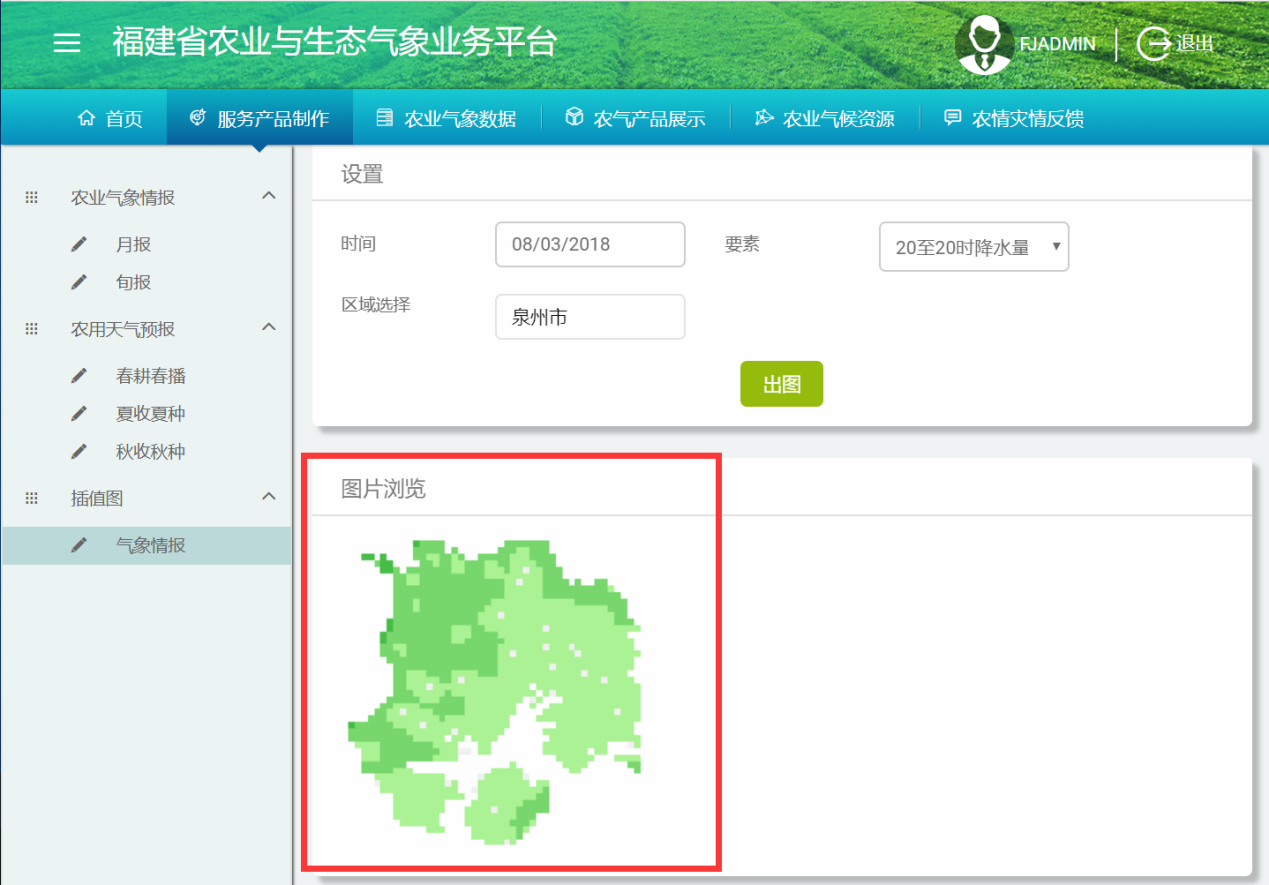 福建省农业与生态气象业务平台
FJADMIN
退出
首页
服务产品制作
农业气象数据
农气产品展示
农业气候资源
农情灾情反馈
农业气象情报
月报
旬报
农用天气预报
春耕春播
夏收夏种
秋收秋种
插值图
气象情报
设置
时间
08/03/2018
要素
20至20时降水量
区域选择
泉州市
出图
图片浏览